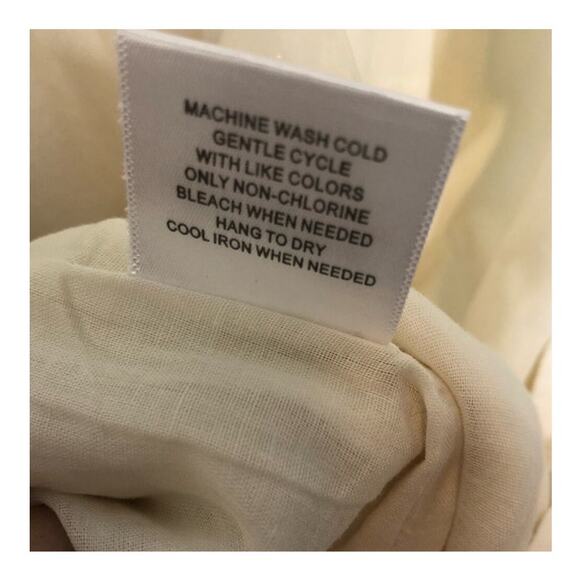 MACHINE WASH COLD
GENTLE CYCLE
WITH LIKE COLORS
ONLY NON-CHLORINE
BLEACH WHEN NEEDED
HANG TO DRY
COOL IRON WHEN NEEDED